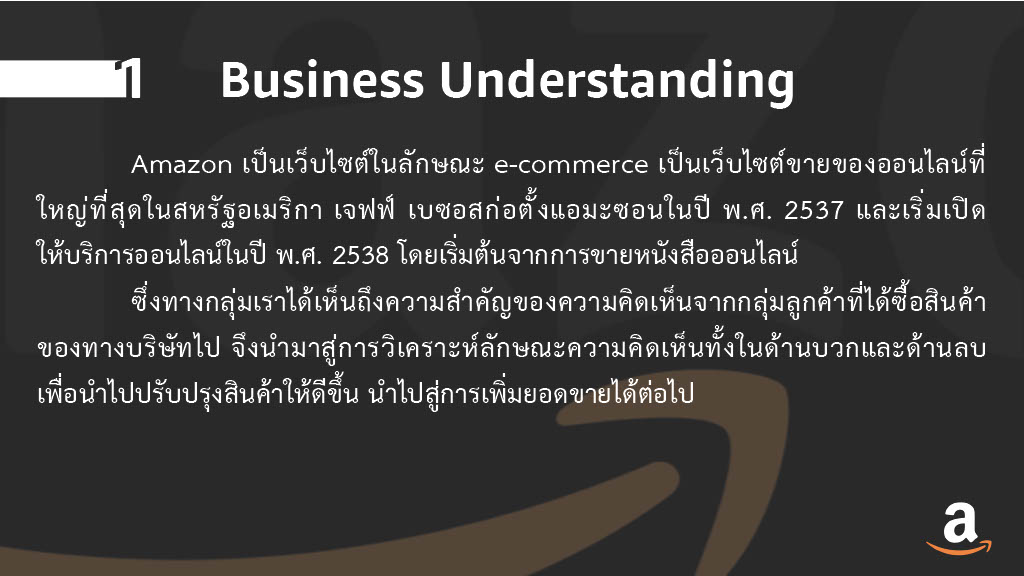 1 Business Understanding
Amazon เป็นเว็บไซต์ในลักษณะ e-commerce เป็นเว็บไซต์ขายของออนไลน์ที่
ใหญ่ที่สุดในสหรัฐอเมริกา เจฟฟ์ เบซอสก่อตั้งแอมะซอนในปี พ.ศ. 2537 และเริ่มเปิด
ให้บริการออนไลน์ในปี พ.ศ. 2538 โดยเริ่มต้นจากการขายหนังสือออนไลน์
ซึ่งทางกลุ่มเราได้เห็นถึงความสำคัญของความคิดเห็นจากกลุ่มลูกค้าที่ได้ซื้อสินค้า
ของทางบริษัทไป จึงนำมาสู่การวิเคราะห์ลักษณะความคิดเห็นทั้งในด้านบวกและด้านลบ
เพื่อนำไปปรับปรุงสินค้าให้ดีขึ้น นำไปสู่การเพิ่มยอดขายได้ต่อไป
a